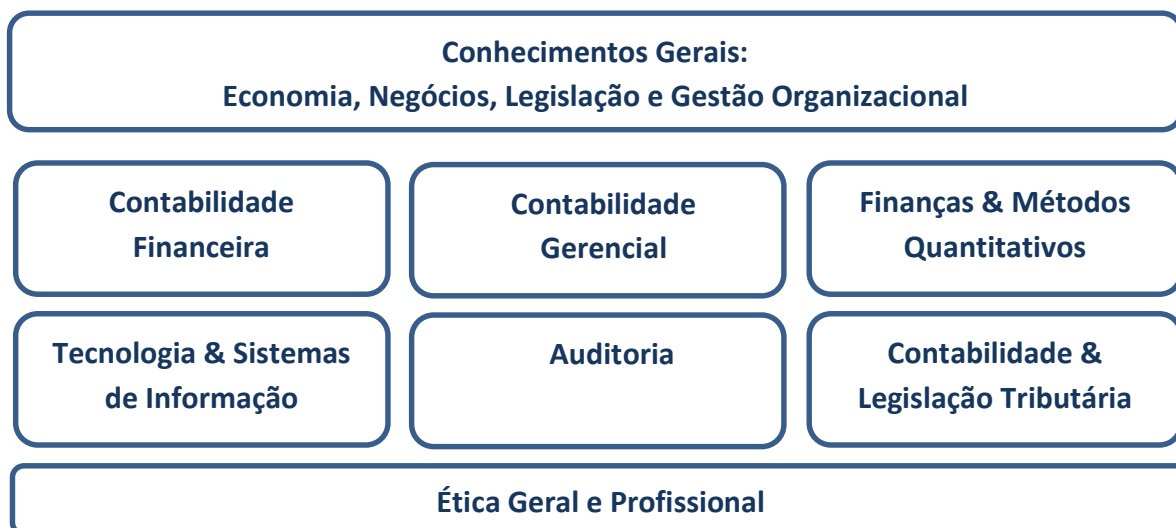 Conhecimentos Gerais:
Economia, Negócios, Legislação e Gestão Organizacional
Contabilidade
Financeira
Contabilidade
Gerencial
Finanças & Métodos
Quantitativos
Tecnologia & Sistemas
de Informação
Auditoria
Contabilidade &
Legislação Tributária
Ética Geral e Profissional